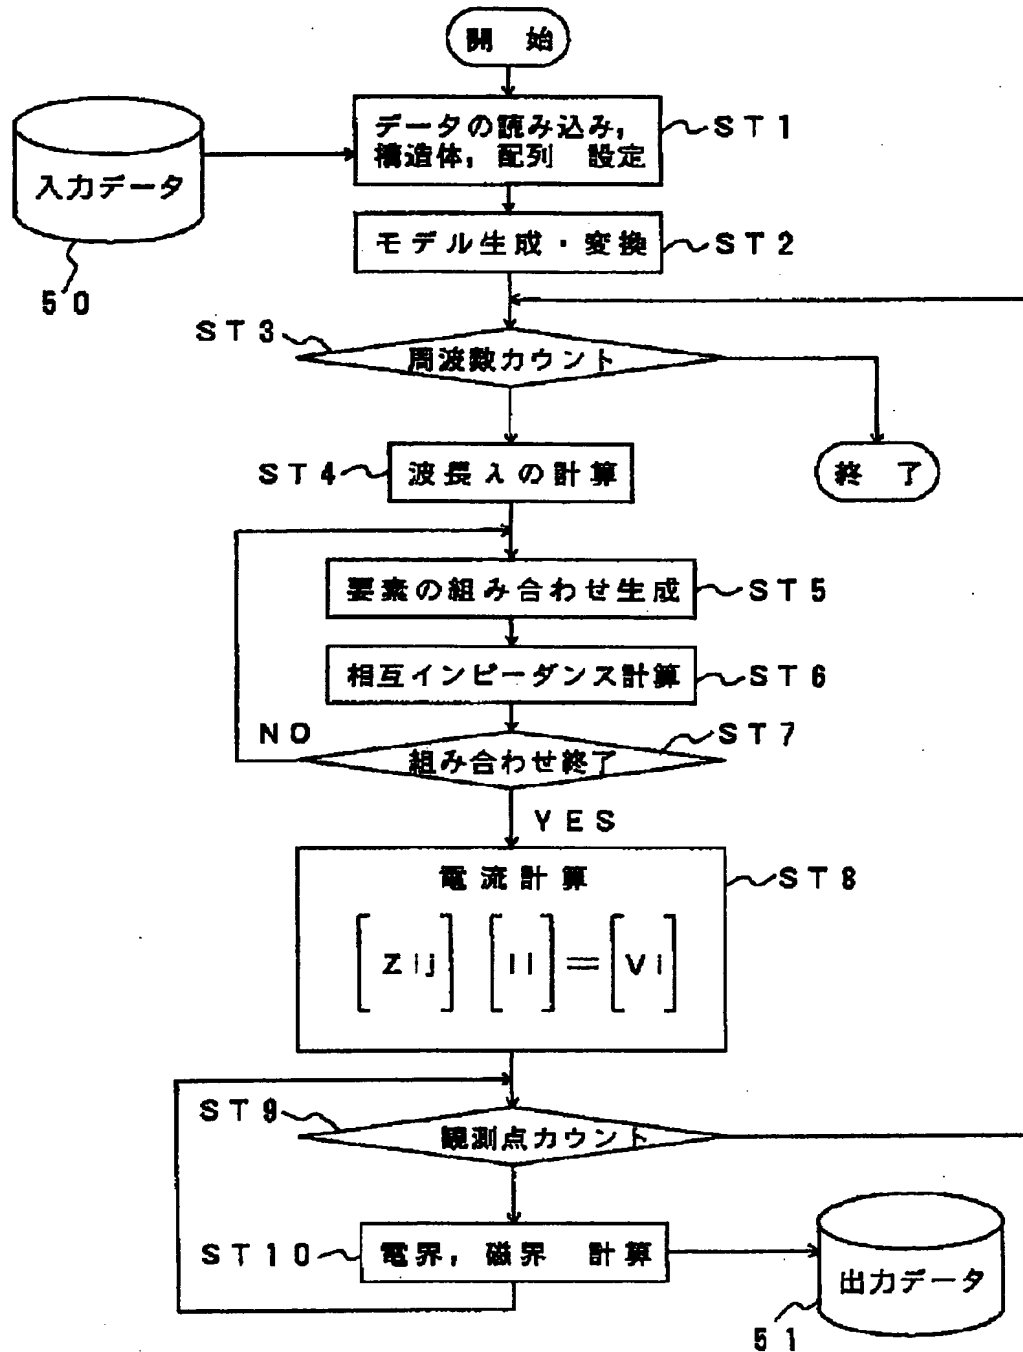 開 始
データの読み込み,
構造体, 配列 設定
ST1
入力データ
50
モデル生成・変換
ST2
ST3
周波数カウント
終 了
ST4
波長λの計算
要素の組み合わせ生成
ST5
相互インピーダンス計算
ST6
NO
組み合わせ終了
ST7
YES
電流計算
ST8
[Zij] [Ii]=[Vi]
ST9
観測点カウント
ST10
電界, 磁界 計算
出力データ
51